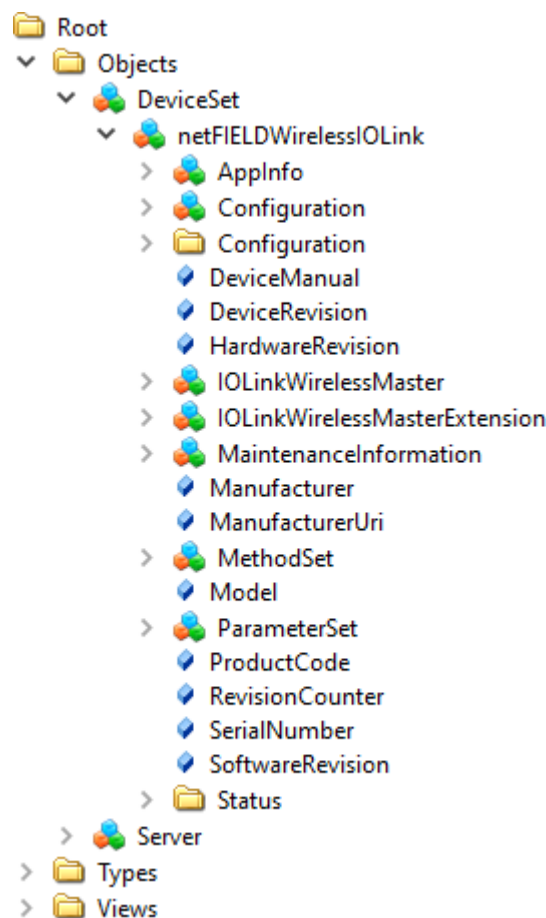 Root
Objects
DeviceSet
netFIELDWirelessIOLink
AppInfo
Configuration
Configuration
DeviceManual
DeviceRevision
HardwareRevision
IOLinkWirelessMaster
IOLinkWirelessMasterExtension
MaintenanceInformation
Manufacturer
ManufacturerUri
MethodSet
Model
ParameterSet
ProductCode
RevisionCounter
SerialNumber
SoftwareRevision
Status
Server
Types
Views